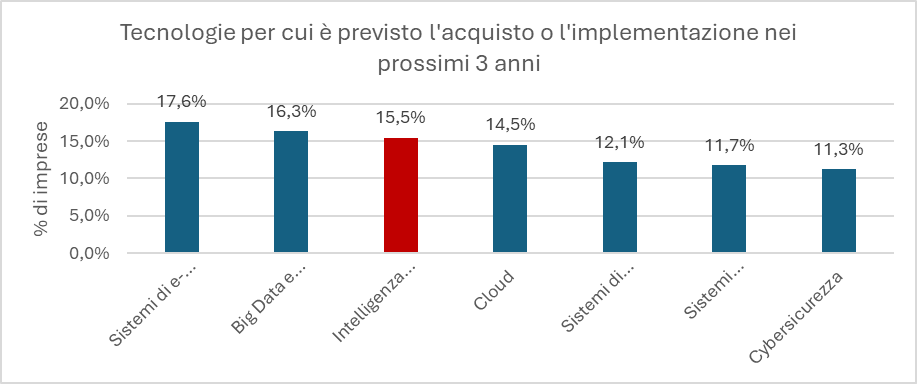 Tecnologie per cui è previsto l'acquisto o l'implementazione nei
prossimi 3 anni
% di imprese
20,0%
15,0%
10,0%
5,0%
0,0%
17,6%
16,3%
15,5%
14,5%
12,1%
11,7%
11,3%
Sistemi di e-...
Big Data e...
Intelligenza...
Cloud
Sistemi di...
Sistemi...
Cybersicurezza